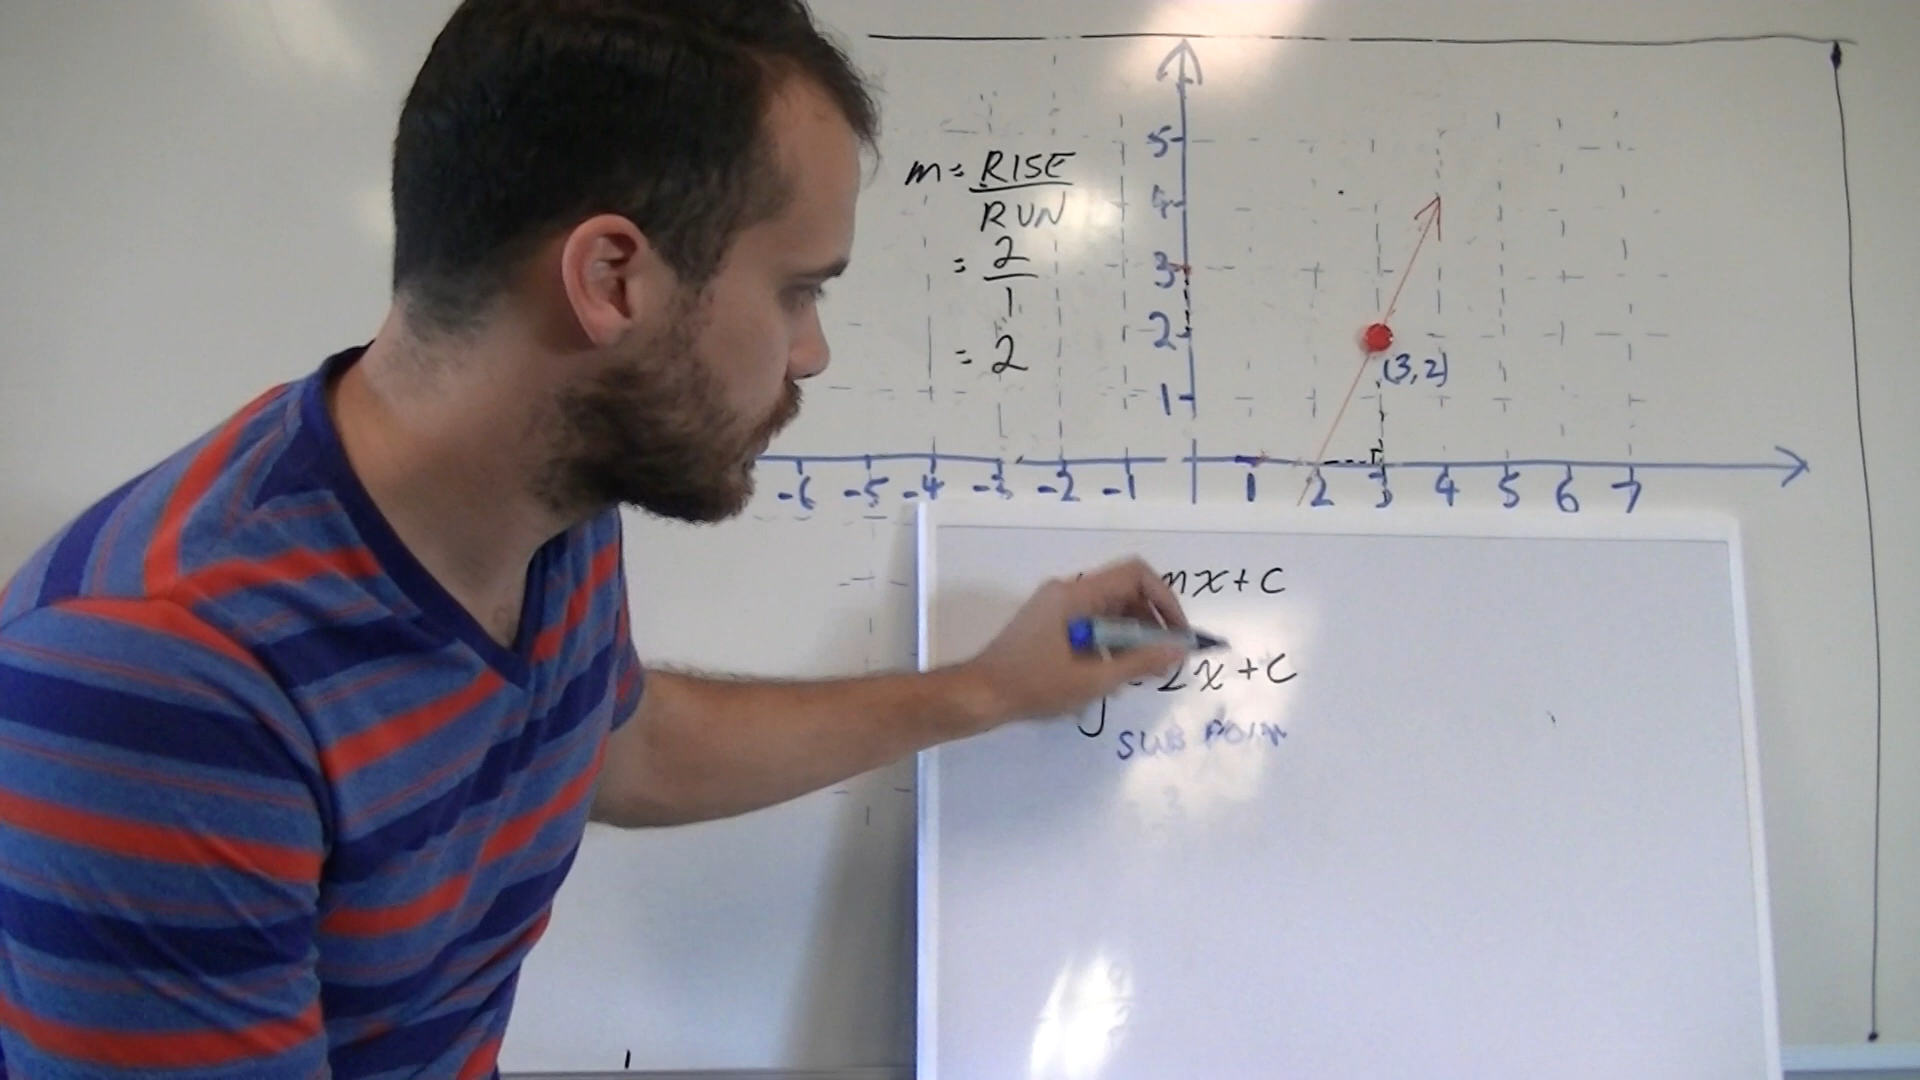 m = RISE
RUN
= 2
1
= 2
5
4
3
2
1
(3,2)
-6 -5 -4 -3 -2 -1 1 2 3 4 5 6 7
mx+c
y = 2x+c
SUB POINT